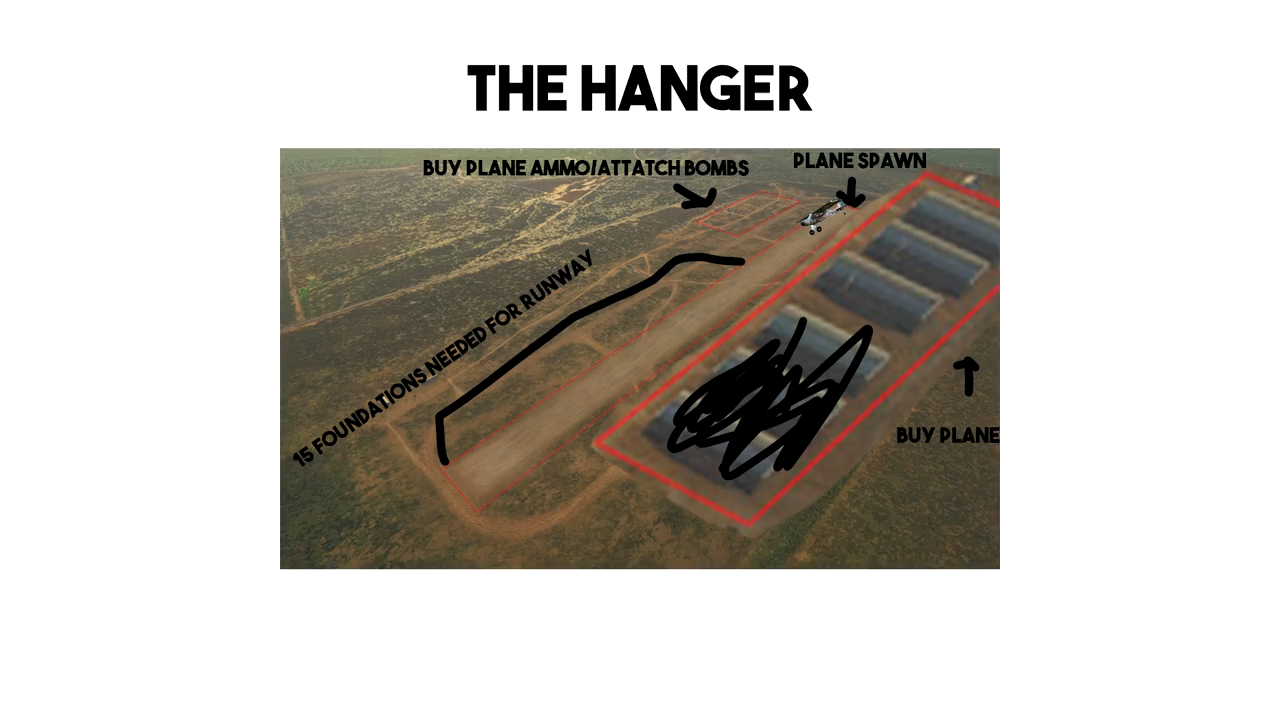 THE HANGER
BUY PLANE AMMO/ATTATCH BOMBS
PLANE SPAWN
15 FOUNDATIONS NEEDED FOR RUNWAY
BUY PLANE